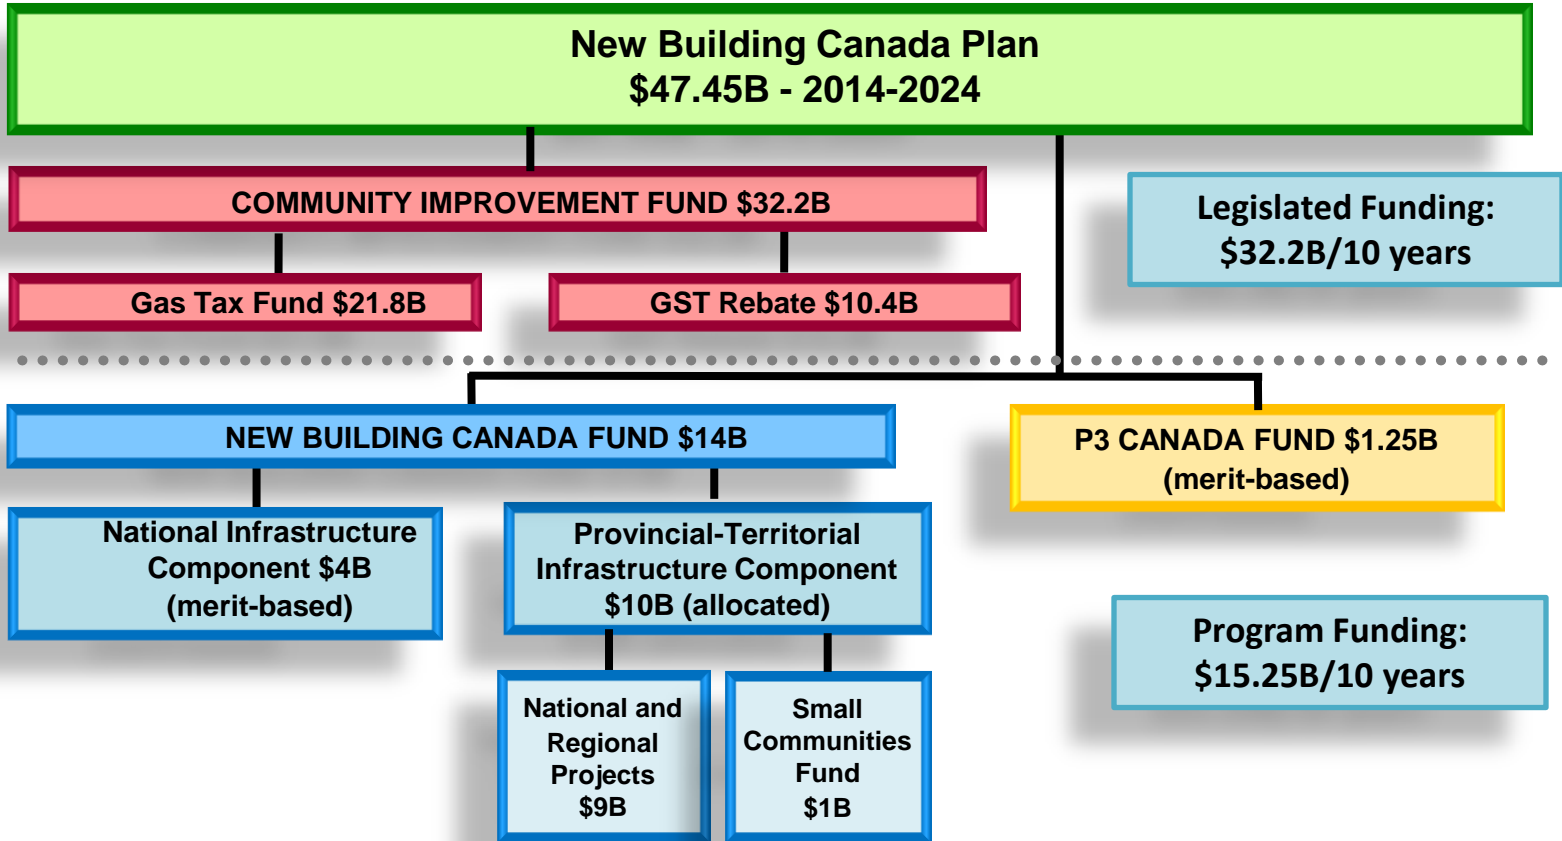 New Building Canada Plan
$47.45B - 2014-2024
COMMUNITY IMPROVEMENT FUND $32.2B
Legislated Funding:
$32.2B/10 years
Gas Tax Fund $21.8B
GST Rebate $10.4B
NEW BUILDING CANADA FUND $14B
P3 CANADA FUND $1.25B
(merit-based)
National Infrastructure
Component $4B
(merit-based)
Provincial-Territorial
Infrastructure Component
$10B (allocated)
Program Funding:
$15.25B/10 years
National and
Regional
Projects
$9B
Small
Communities
Fund
$1B